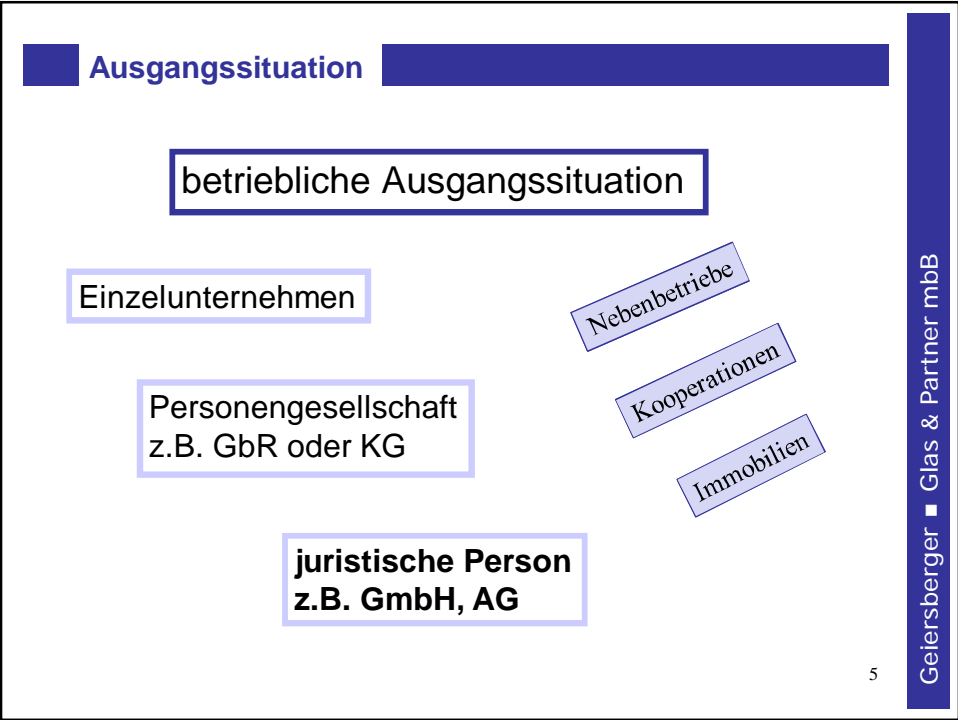 Ausgangssituation
betriebliche Ausgangssituation
Einzelunternehmen
Nebenbetriebe
Kooperationen
Immobilien
Personengesellschaft
z.B. GbR oder KG
juristische Person
z.B. GmbH, AG
5
Geiersberger ■ Glas & Partner mbB